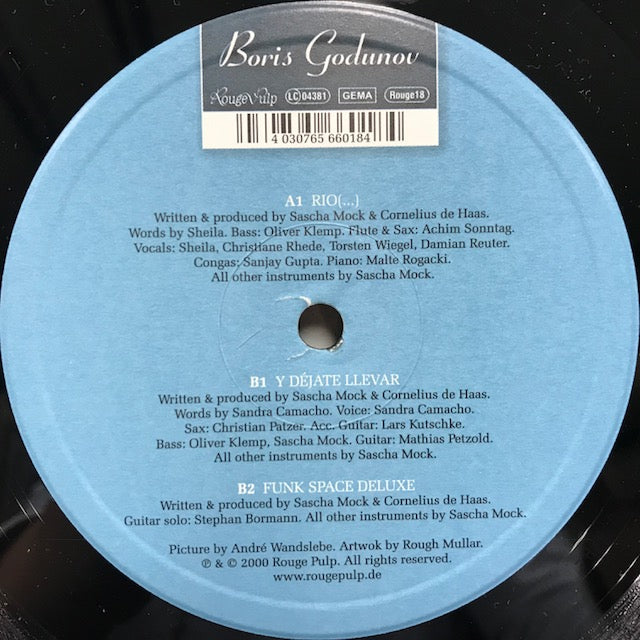 Boris Godunov
Rouge Pulp LC 04381 GEMA Rouge18
4 030765 660184
A1 RIO(...)
Written & produced by Sascha Mock & Cornelius de Haas.
Words by Sheila. Bass: Oliver Klemp. Flute & Sax: Achim Sonntag.
Vocals: Sheila, Christiane Rhede, Torsten Wiegel, Damian Reuter.
Congas; Sanjay Gupta. Piano: Malte Rogacki.
All other instruments by Sascha Mock.
B1 Y DÉJATE LLEVAR
Written & produced by Sascha Mock & Cornelius de Haas.
Words by Sandra Camacho. Voice: Sandra Camacho.
Sax: Christian Patzer. Acc. Guitar: Lars Kutschke.
Bass: Oliver Klemp, Sascha Mock. Guitar: Mathias Petzold.
All other instruments by Sascha Mock.
B2 FUNK SPACE DELUXE
Written & produced by Sascha Mock & Cornelius de Haas.
Guitar solo: Stephan Bormann. All other instruments by Sascha Mock.
Picture by André Wandslebe. Artwok by Rough Mullar.
℗ & © 2000 Rouge Pulp. All rights reserved.
www.rougepulp.de